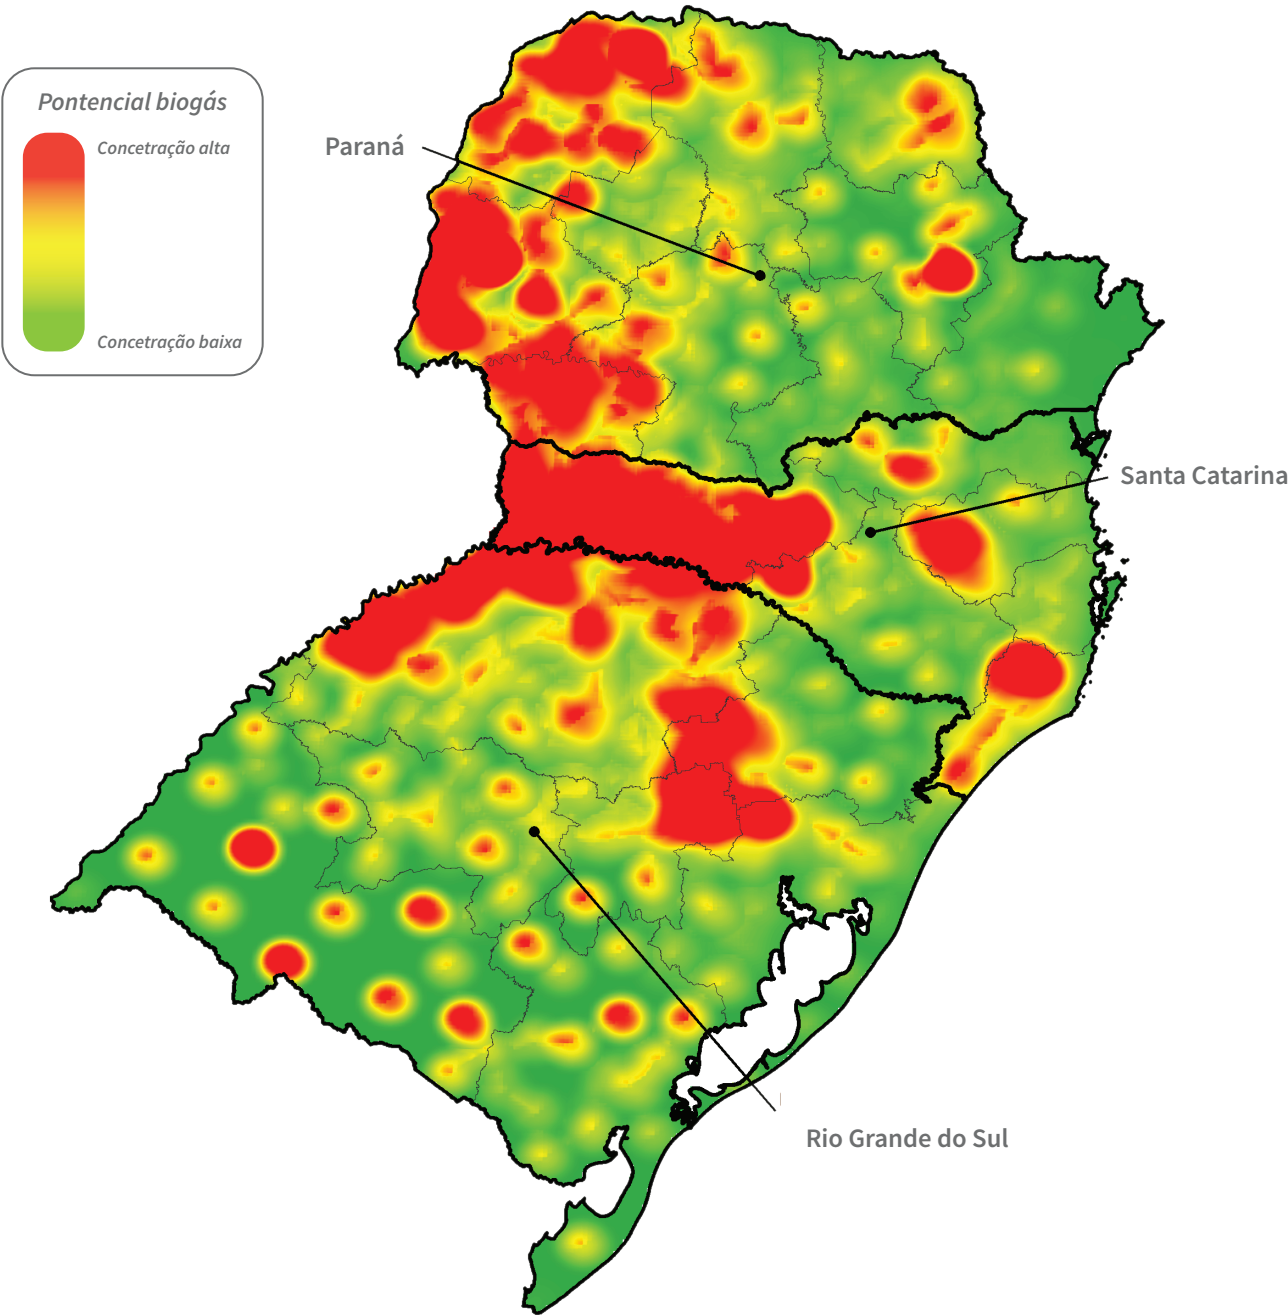 Pontencial biogás
Concetração alta
Concetração baixa
Paraná
Santa Catarina
Rio Grande do Sul